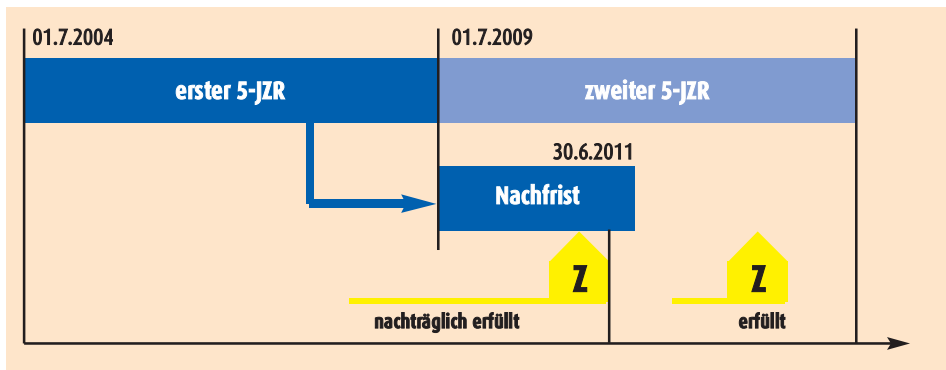 01.7.2004
01.7.2009
erster 5-JZR
zweiter 5-JZR
30.6.2011
Nachfrist
Z
Z
nachträglich erfüllt
erfüllt